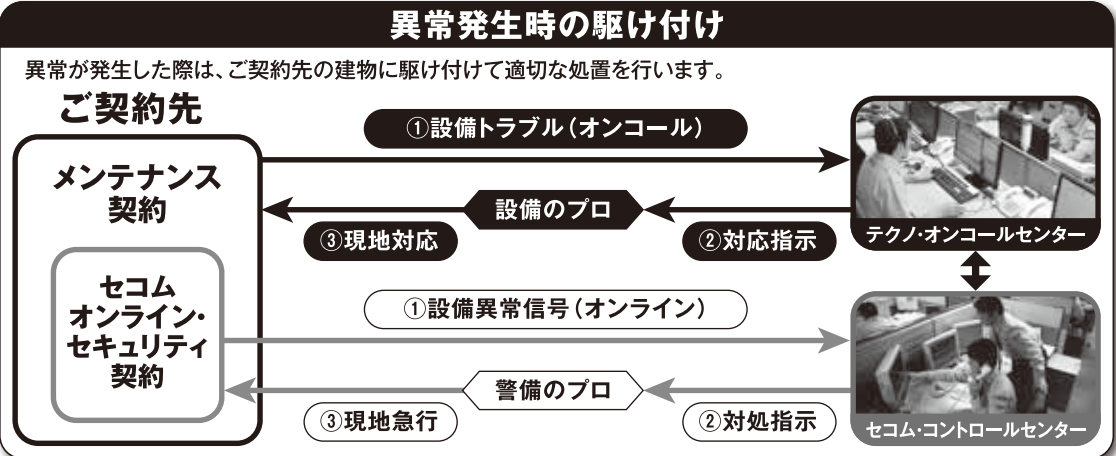 異常発生時の駆け付け
異常が発生した際は、ご契約先の建物に駆け付けて適切な処置を行います。
ご契約先
メンテナンス
契約
①設備トラブル（オンコール）
設備のプロ
③現地対応
②対応指示
テクノ・オンコールセンター
セコム
オンライン・
セキュリティ
契約
①設備異常信号（オンライン）
警備のプロ
③現地急行
②対処指示
セコム・コントロールセンター